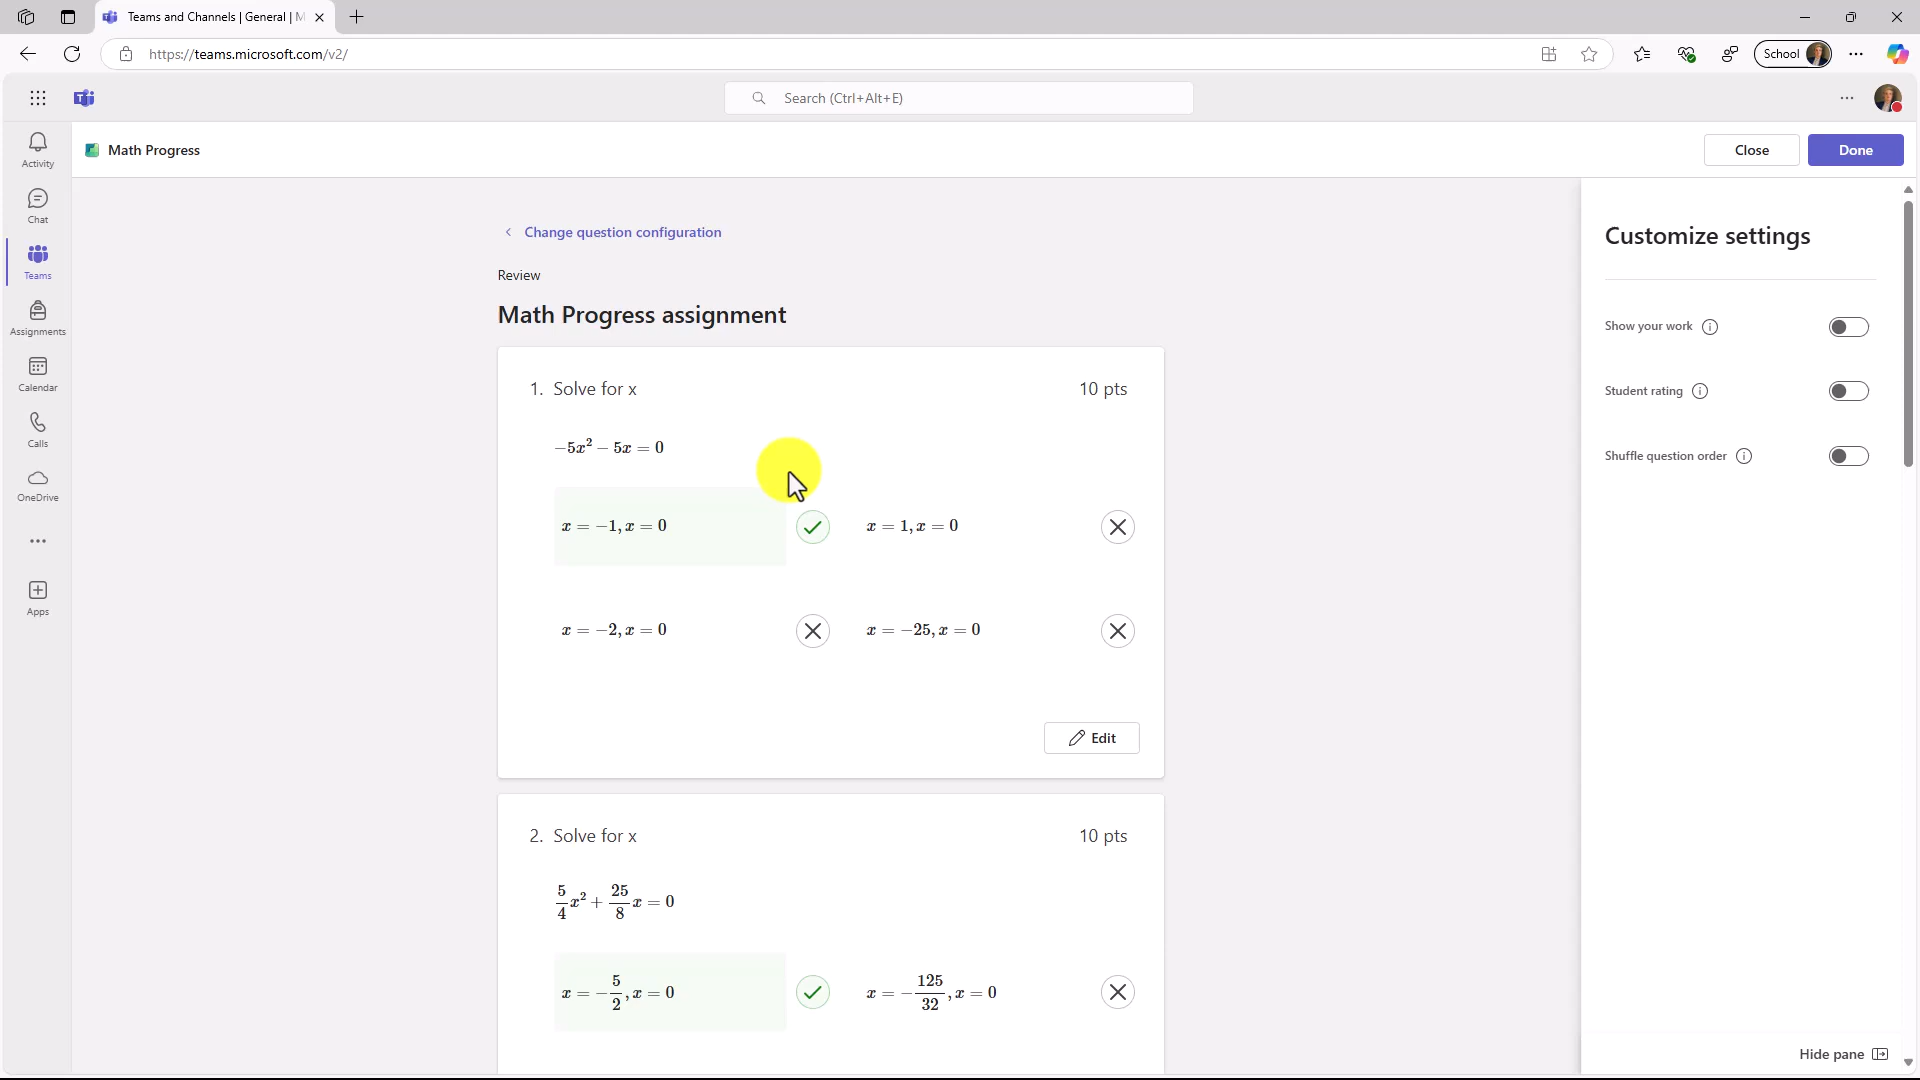 Teams and Channels | General | M
https://teams.microsoft.com/v2/
School
Search (Ctrl+Alt+E)
Activity
Chat
Teams
Assignments
Calendar
Calls
OneDrive
Apps
Math Progress
Close
Done
Change question configuration
Review
Math Progress assignment
1. Solve for x
10 pts
−5x² − 5x = 0
x = −1, x = 0
x = 1, x = 0
x = −2, x = 0
x = −25, x = 0
Edit
2. Solve for x
10 pts
5/4 x² + 25/8 x = 0
x = −5/2, x = 0
x = −125/32, x = 0
Customize settings
Show your work
Student rating
Shuffle question order
Hide pane